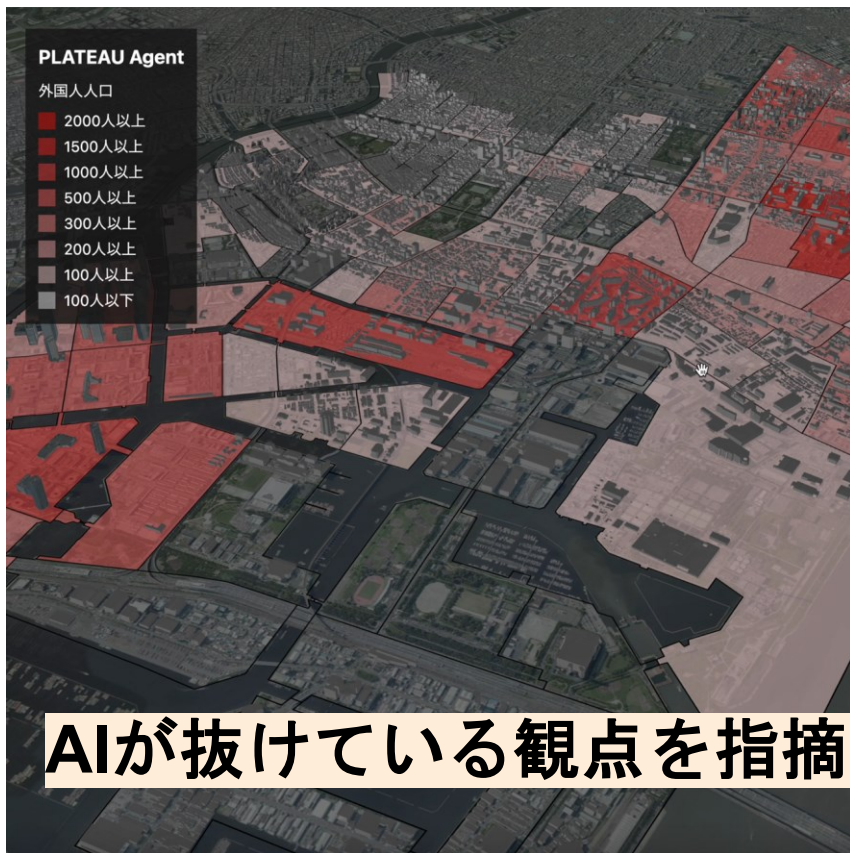 PLATEAU Agent
外国人人口
2000人以上
1500人以上
1000人以上
500人以上
300人以上
200人以上
100人以上
100人以下
AIが抜けている観点を指摘